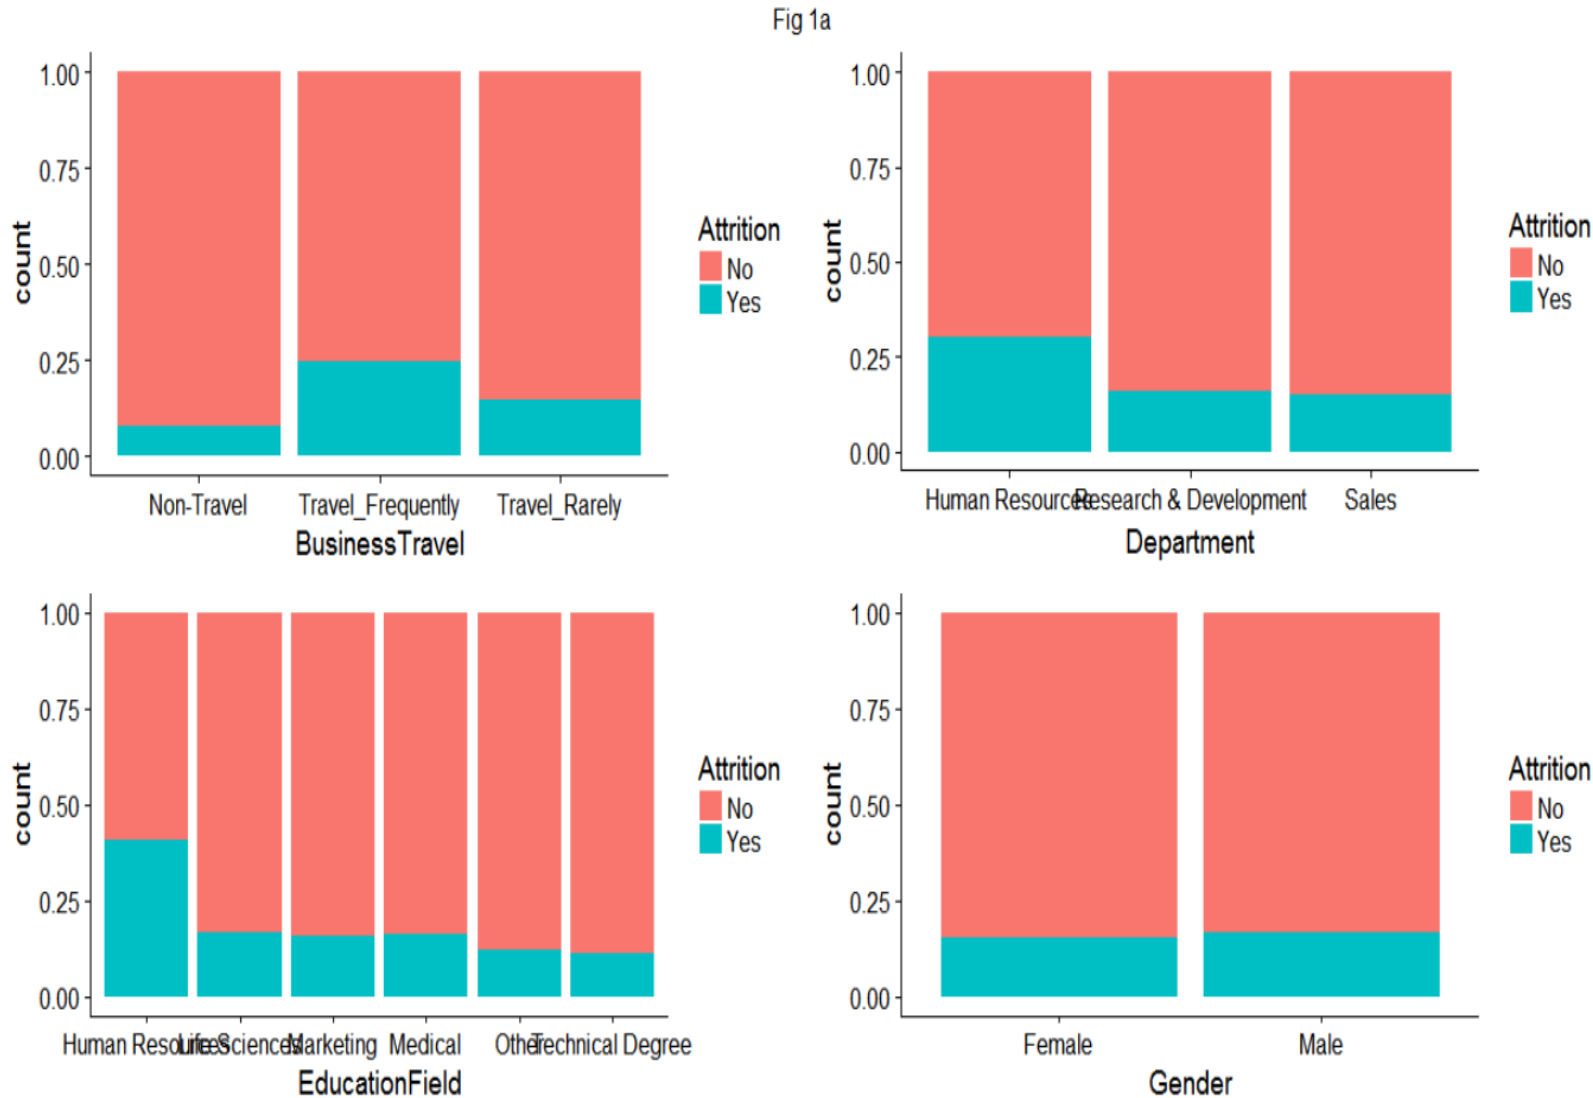 Fig 1a
1.00
0.75
0.50
0.25
0.00
count
Non-Travel Travel_Frequently Travel_Rarely
BusinessTravel
Attrition
No
Yes
1.00
0.75
0.50
0.25
0.00
count
Human Resources Research & Development Sales
Department
Attrition
No
Yes
1.00
0.75
0.50
0.25
0.00
count
Human Resources Life Sciences Marketing Medical Other Technical Degree
EducationField
Attrition
No
Yes
1.00
0.75
0.50
0.25
0.00
count
Female Male
Gender
Attrition
No
Yes